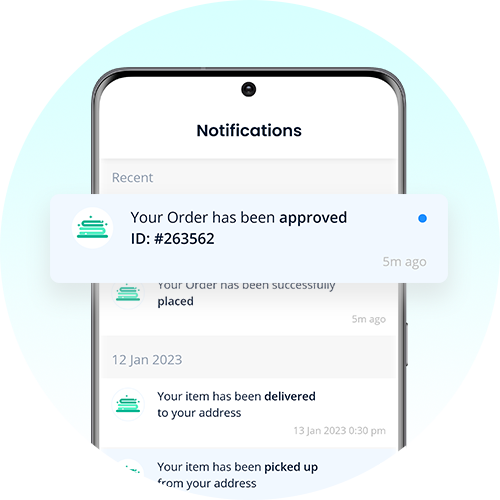 Notifications
Recent
Your Order has been approved
ID: #263562
5m ago
Your Order has been successfully
placed
5m ago
12 Jan 2023
Your item has been delivered
to your address
13 Jan 2023 0:30 pm
Your item has been picked up
from your address